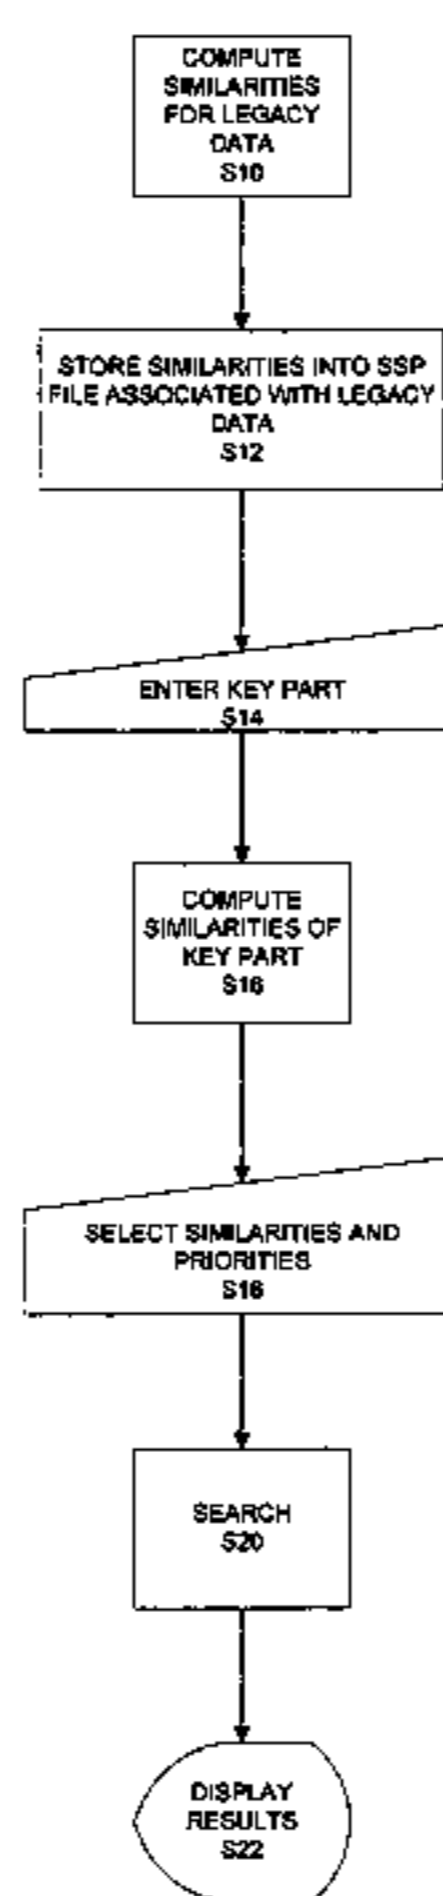 COMPUTE
SIMILARITIES
FOR LEGACY
DATA
S10
STORE SIMILARITIES INTO SSP
FILE ASSOCIATED WITH LEGACY
DATA
S12
ENTER KEY PART
S14
COMPUTE
SIMILARITIES OF
KEY PART
S16
SELECT SIMILARITIES AND
PRIORITIES
S16
SEARCH
S20
DISPLAY
RESULTS
S22